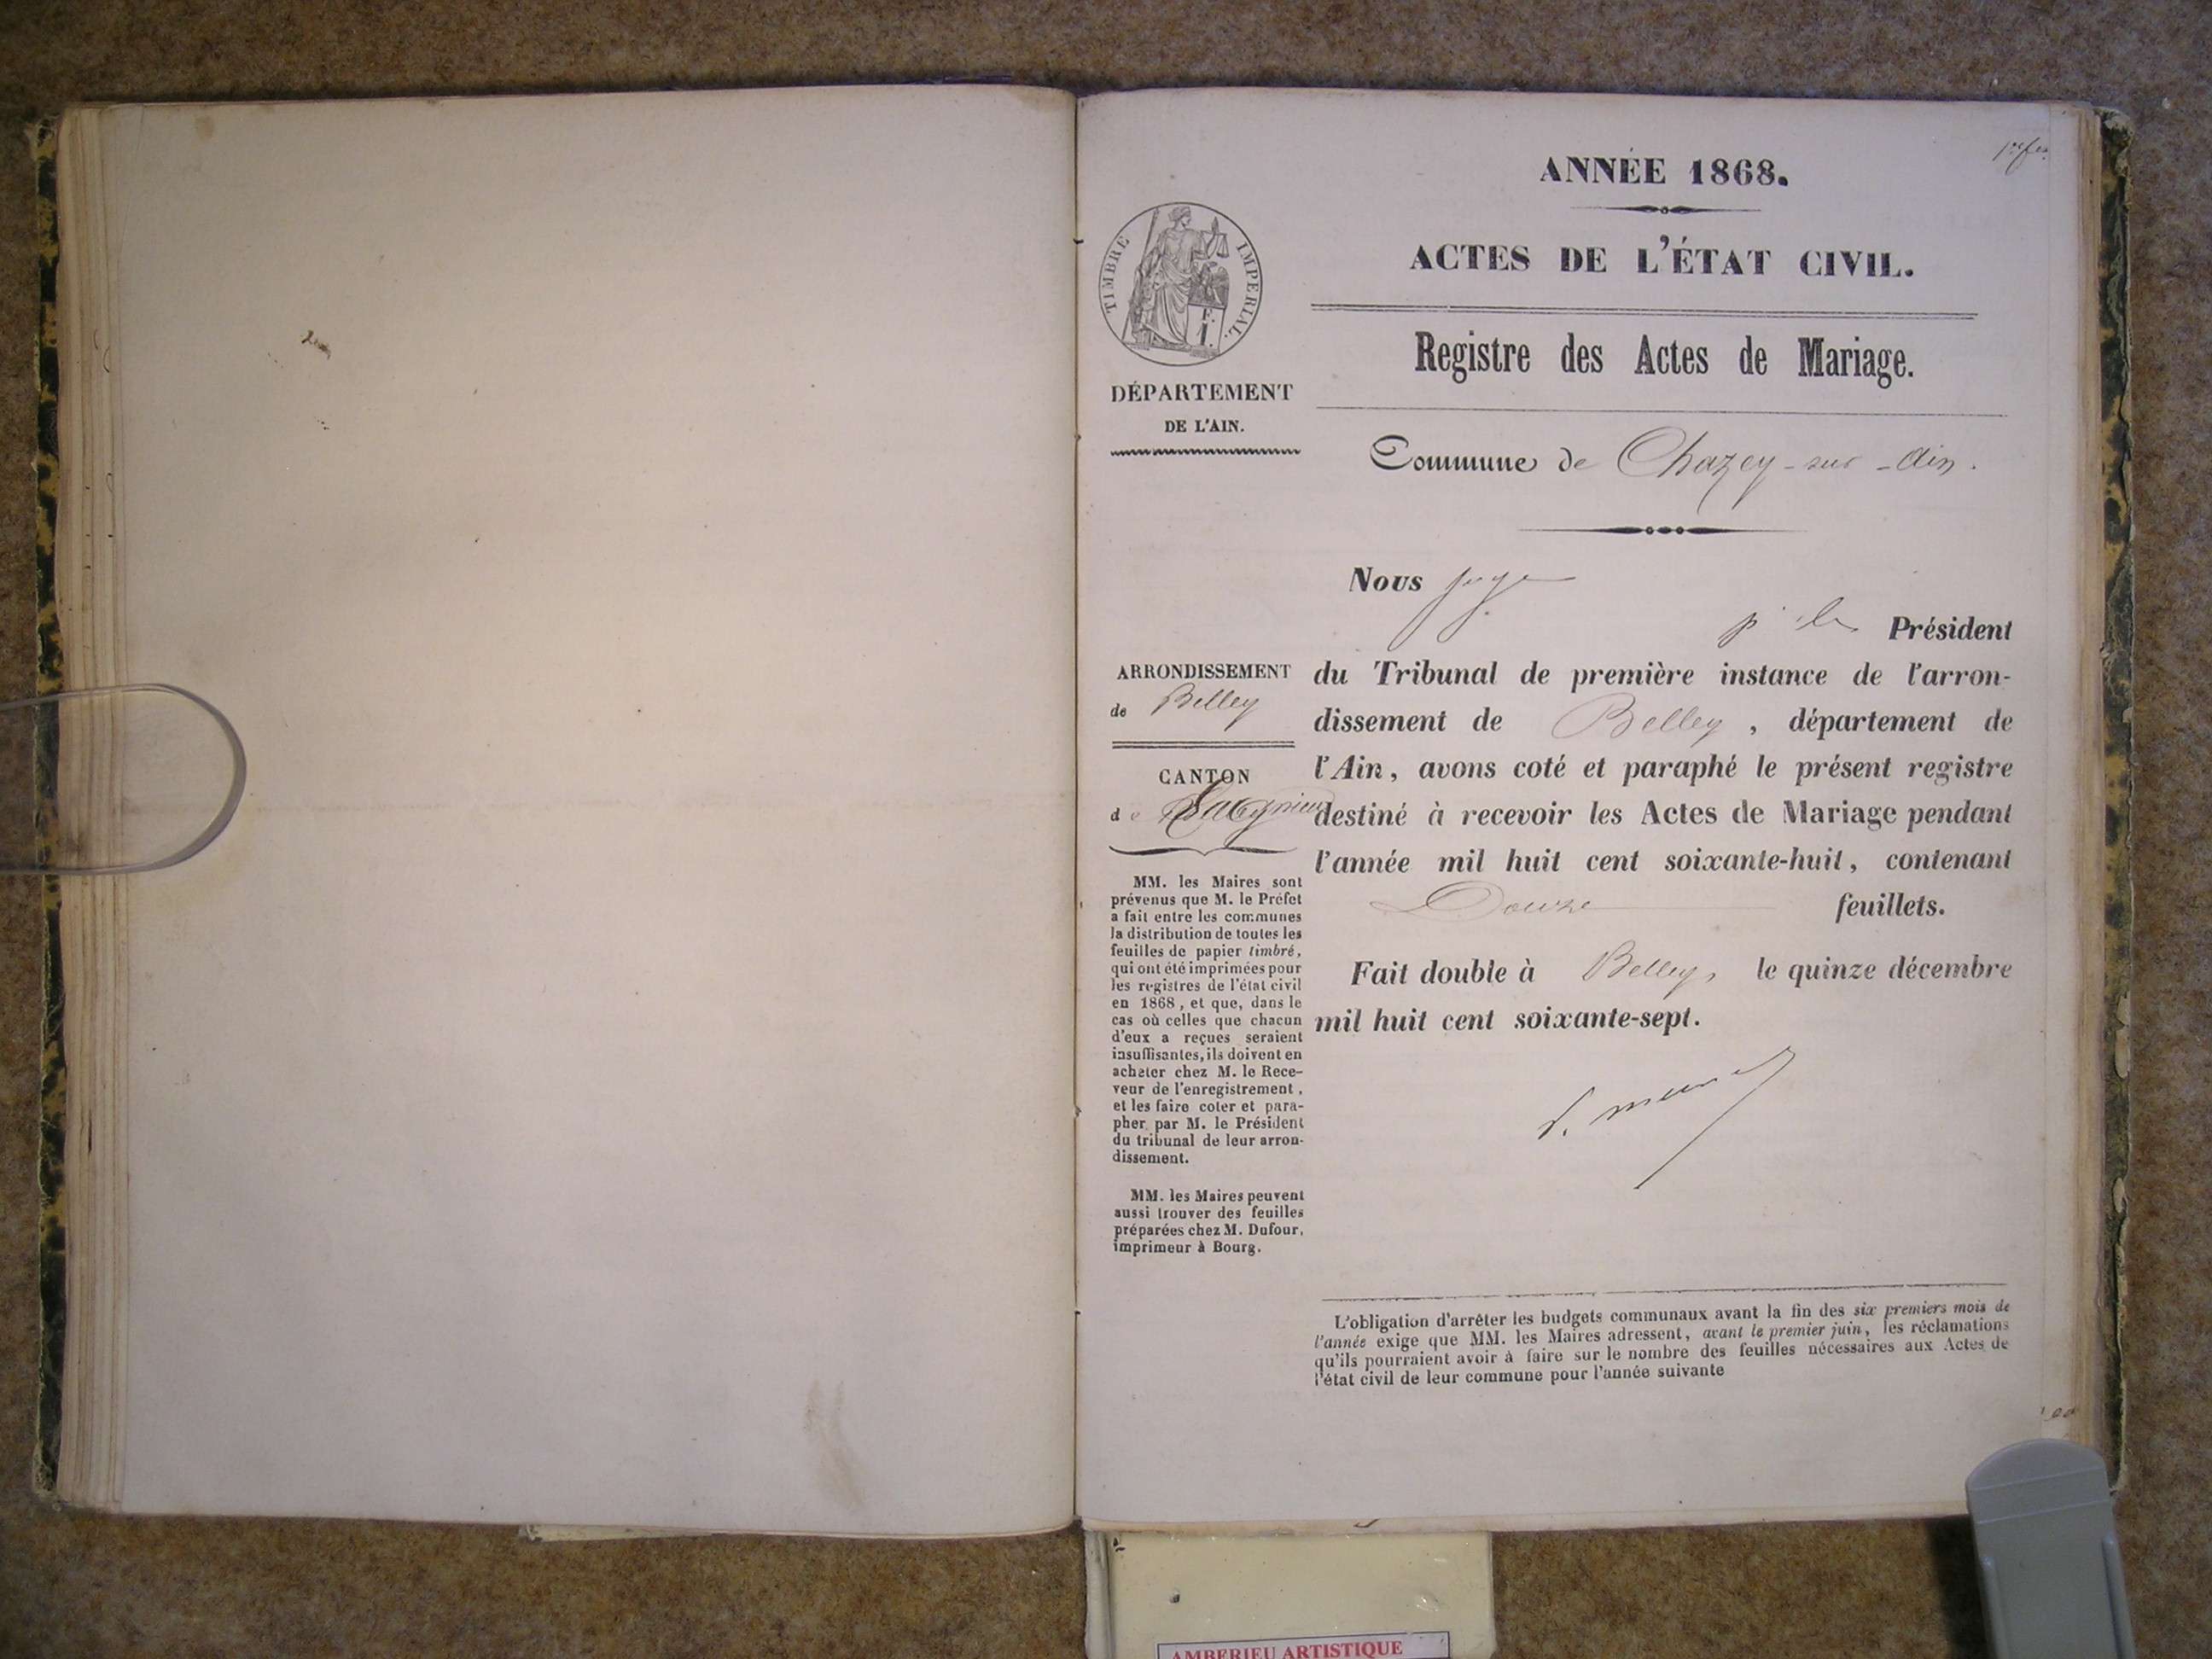 1er feu
ANNÉE 1868.
ACTES DE L'ÉTAT CIVIL.
Registre des Actes de Mariage.
Commune de Chazey-sur-Ain.
TIMBRE IMPERIAL.
DÉPARTEMENT
DE L'AIN.
ARRONDISSEMENT
de Belley
CANTON
de Lagnieu
MM. les Maires sont
prévenus que M. le Préfet
a fait entre les communes
la distribution de toutes les
feuilles de papier timbré,
qui ont été imprimées pour
les registres de l'état civil
en 1868, et que, dans le
cas où celles que chacun
d'eux a reçues seraient
insuffisantes, ils doivent en
acheter chez M. le Rece-
veur de l'enregistrement,
et les faire coter et para-
pher par M. le Président
du tribunal de leur arron-
dissement.
MM. les Maires peuvent
aussi trouver des feuilles
préparées chez M. Dufour,
imprimeur à Bourg.
Nous juge
p. le Président
du Tribunal de première instance de l'arron-
dissement de Belley, département de
l'Ain, avons coté et paraphé le présent registre
destiné à recevoir les Actes de Mariage pendant
l'année mil huit cent soixante-huit, contenant
Douze feuillets.
Fait double à Belley, le quinze décembre
mil huit cent soixante-sept.
L'obligation d'arrêter les budgets communaux avant la fin des six premiers mois de
l'année exige que MM. les Maires adressent, avant le premier juin, les réclamations
qu'ils pourraient avoir à faire sur le nombre des feuilles nécessaires aux Actes de
l'état civil de leur commune pour l'année suivante
AMBERIEU ARTISTIQUE